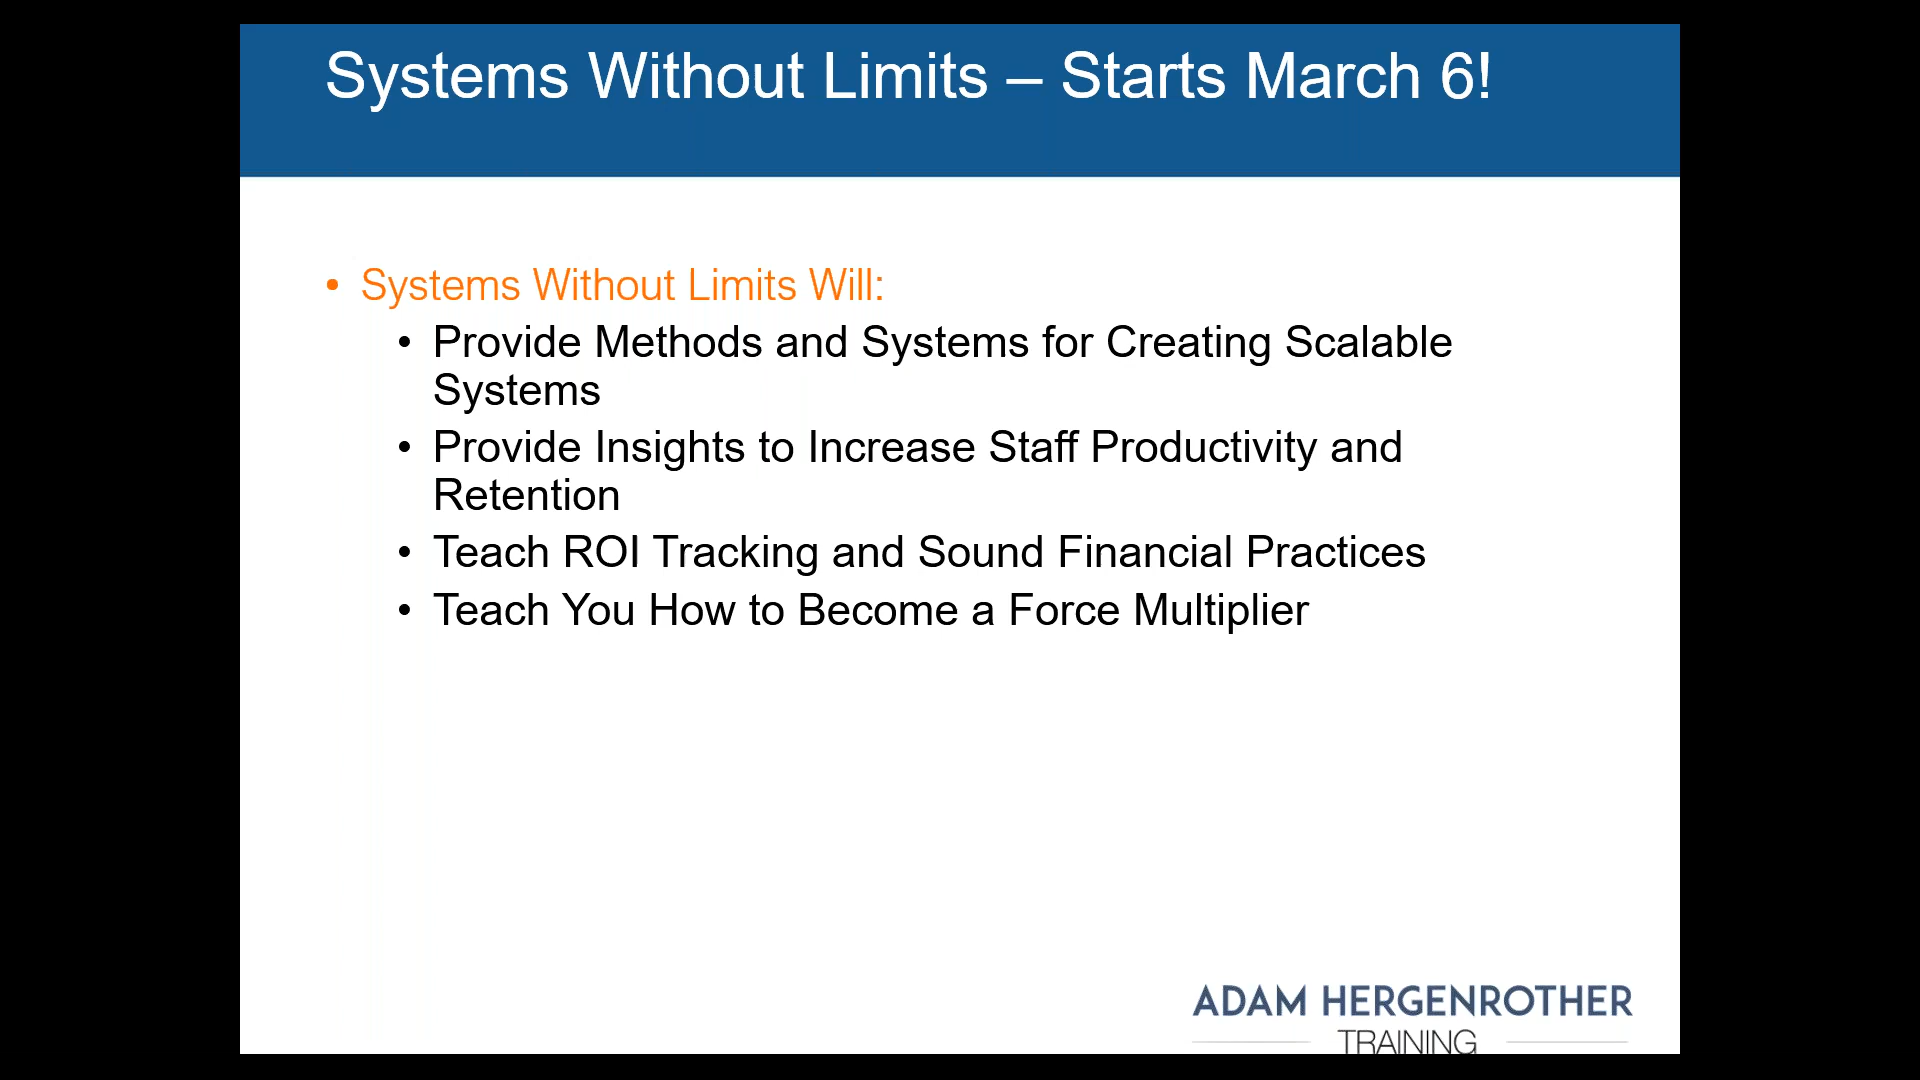 Systems Without Limits – Starts March 6!
• Systems Without Limits Will:
• Provide Methods and Systems for Creating Scalable
Systems
• Provide Insights to Increase Staff Productivity and
Retention
• Teach ROI Tracking and Sound Financial Practices
• Teach You How to Become a Force Multiplier
ADAM HERGENROTHER
TRAINING